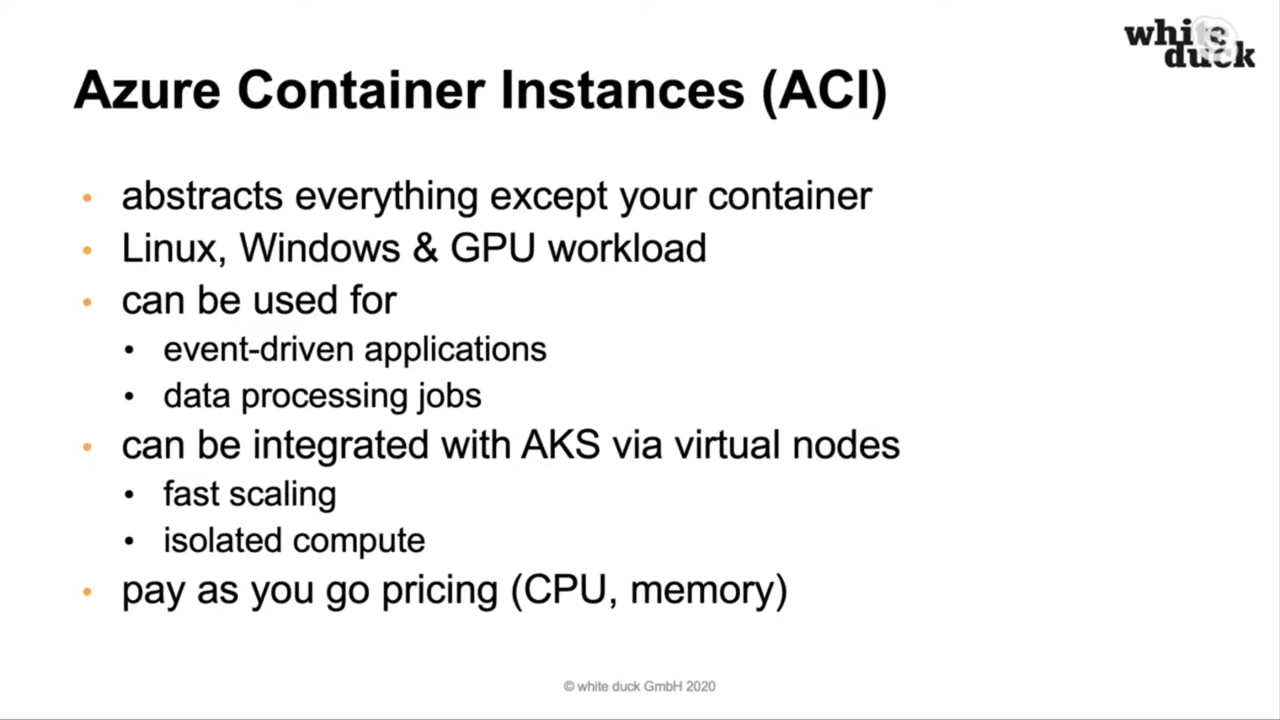 white
duck
Azure Container Instances (ACI)
• abstracts everything except your container
• Linux, Windows & GPU workload
• can be used for
• event-driven applications
• data processing jobs
• can be integrated with AKS via virtual nodes
• fast scaling
• isolated compute
• pay as you go pricing (CPU, memory)
© white duck GmbH 2020